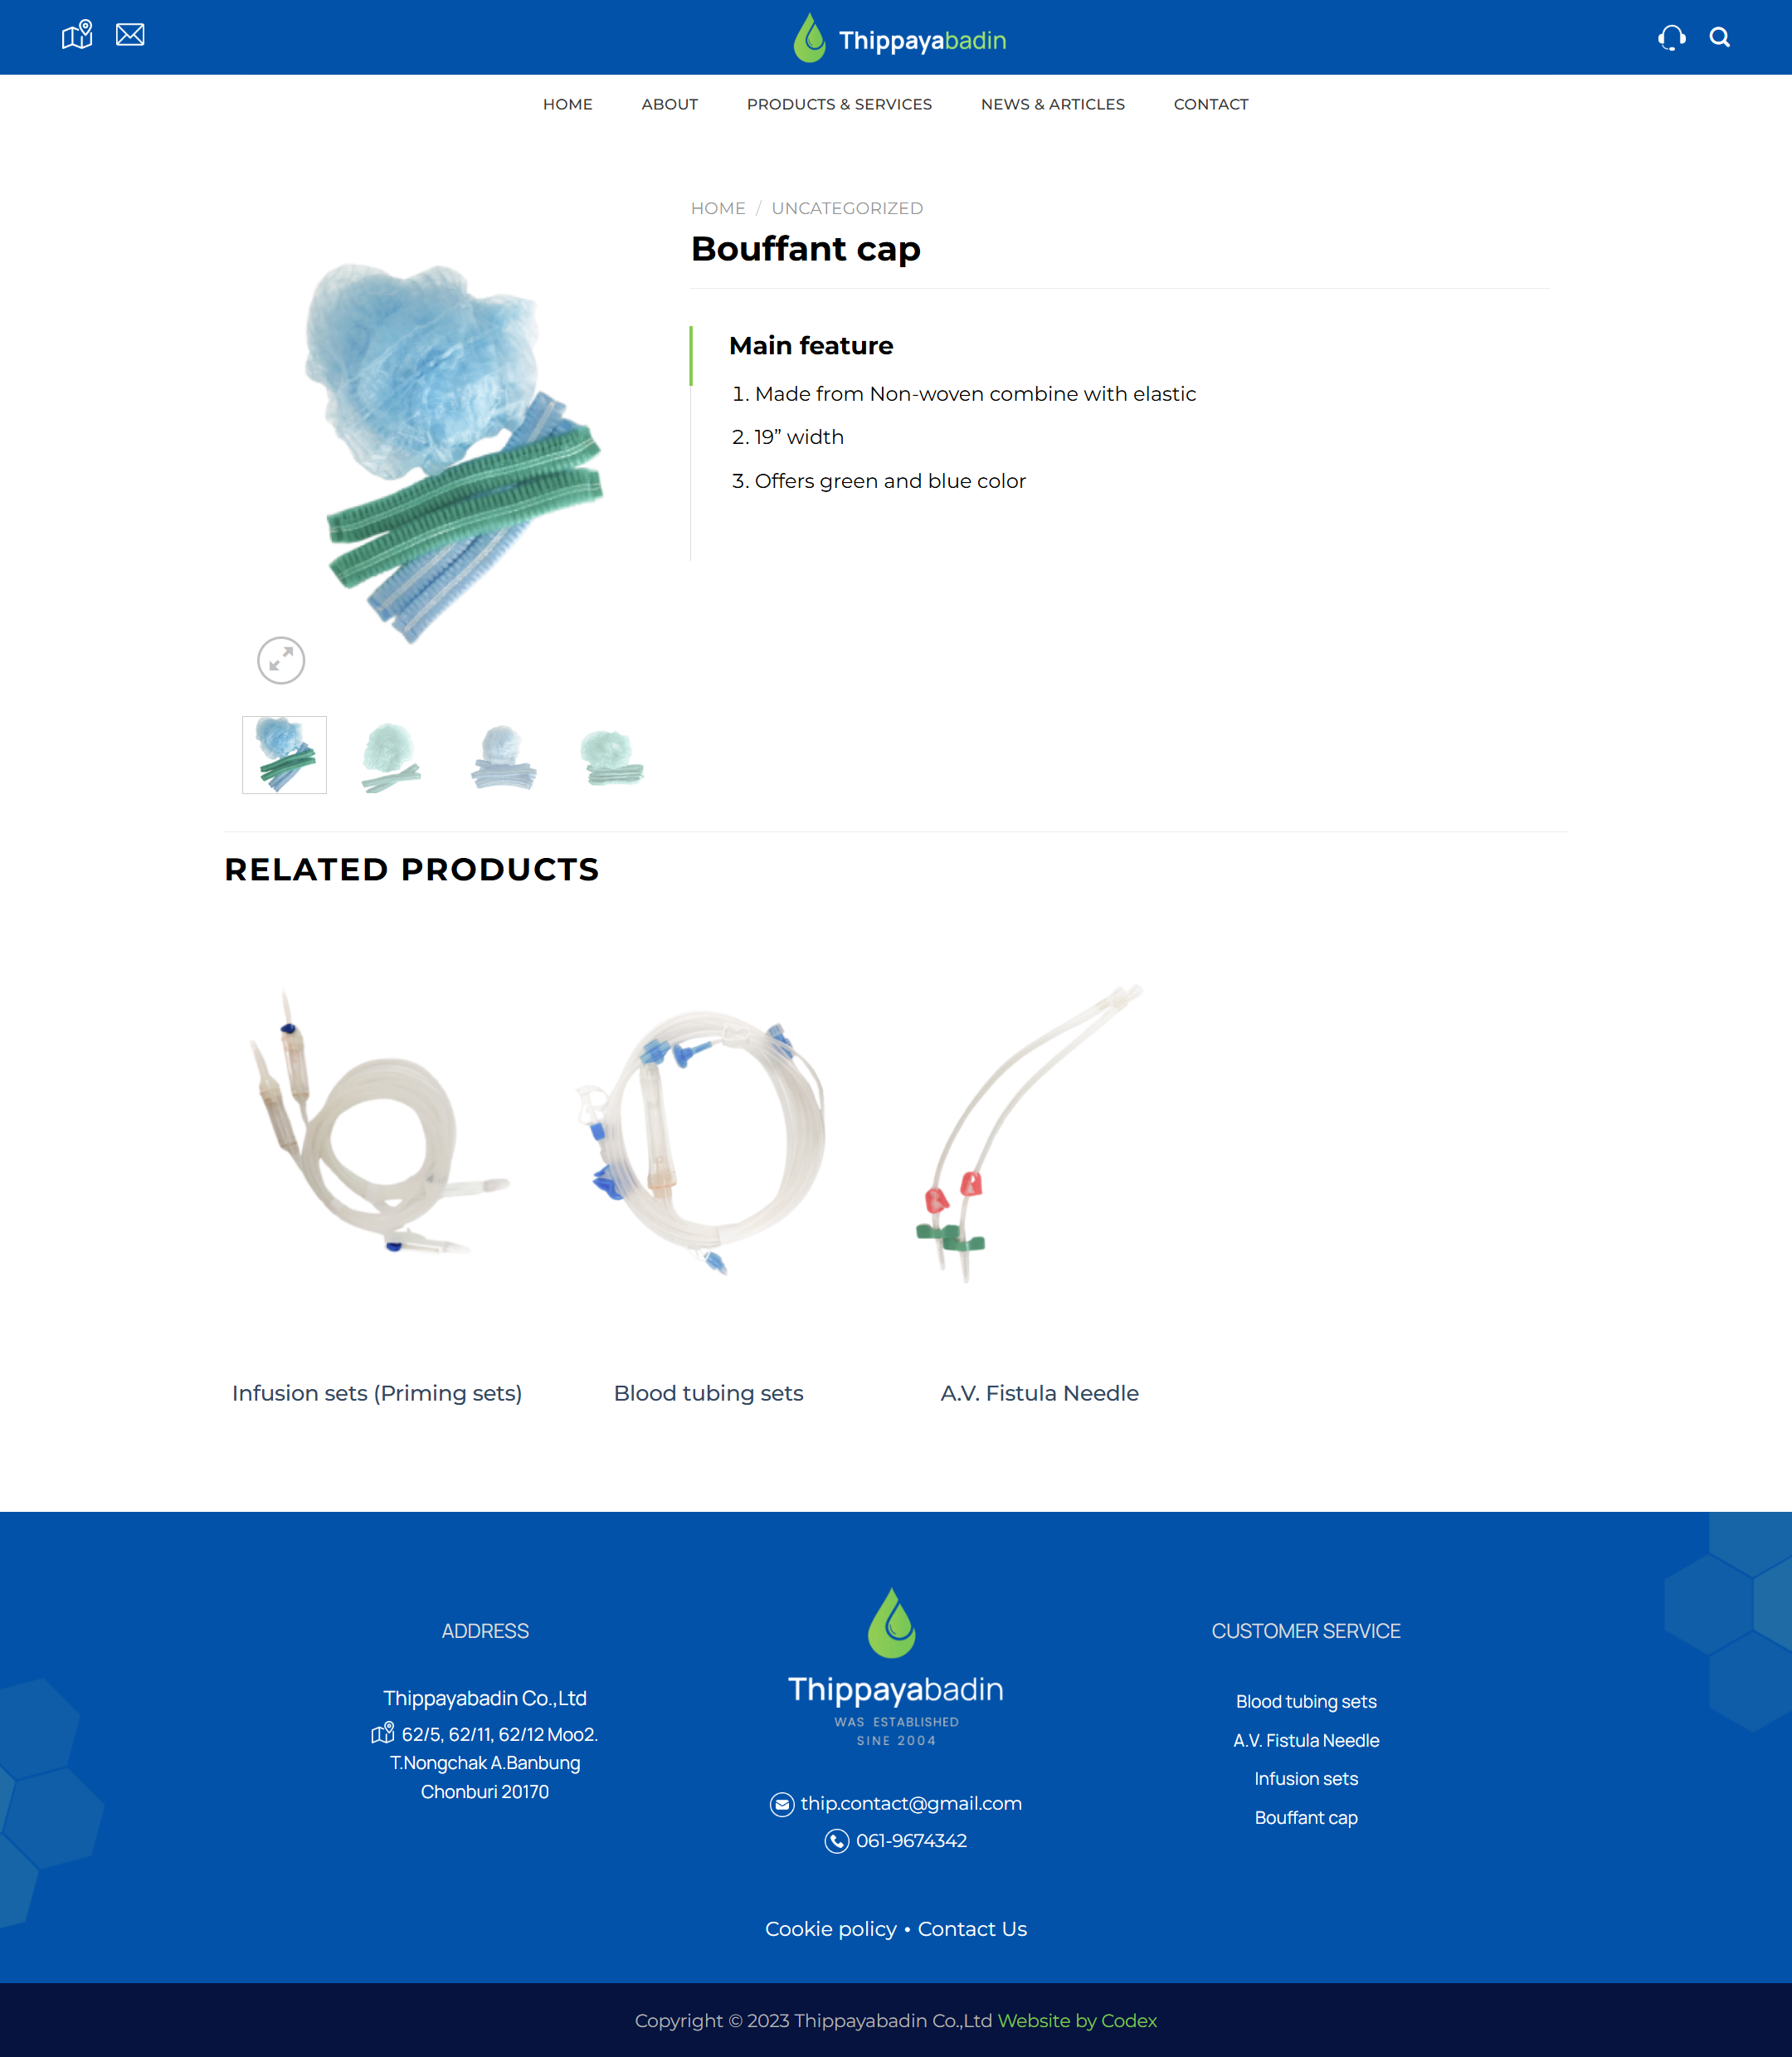 Thippayabadin
HOME ABOUT PRODUCTS & SERVICES NEWS & ARTICLES CONTACT
HOME / UNCATEGORIZED
Bouffant cap
Main feature
1. Made from Non-woven combine with elastic
2. 19” width
3. Offers green and blue color
RELATED PRODUCTS
Infusion sets (Priming sets)
Blood tubing sets
A.V. Fistula Needle
ADDRESS
Thippayabadin Co.,Ltd
62/5, 62/11, 62/12 Moo2.
T.Nongchak A.Banbung
Chonburi 20170
Thippayabadin
WAS ESTABLISHED
SINE 2004
thip.contact@gmail.com
061-9674342
CUSTOMER SERVICE
Blood tubing sets
A.V. Fistula Needle
Infusion sets
Bouffant cap
Cookie policy • Contact Us
Copyright © 2023 Thippayabadin Co.,Ltd Website by Codex